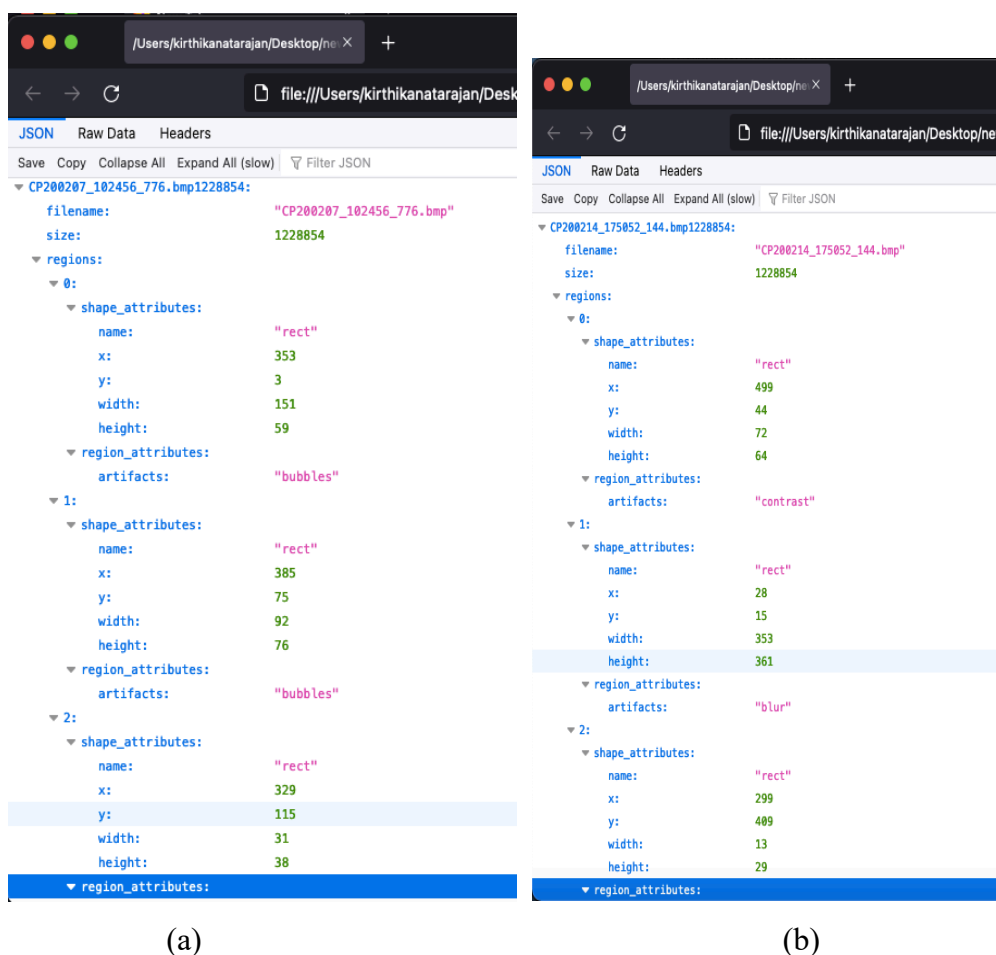 /Users/kirthikanatarajan/Desktop/ne
file:///Users/kirthikanatarajan/Desk
JSON Raw Data Headers
Save Copy Collapse All Expand All (slow) Filter JSON
CP200207_102456_776.bmp1228854:
filename: "CP200207_102456_776.bmp"
size: 1228854
regions:
0:
shape_attributes:
name: "rect"
x: 353
y: 3
width: 151
height: 59
region_attributes:
artifacts: "bubbles"
1:
shape_attributes:
name: "rect"
x: 385
y: 75
width: 92
height: 76
region_attributes:
artifacts: "bubbles"
2:
shape_attributes:
name: "rect"
x: 329
y: 115
width: 31
height: 38
region_attributes:
(a)
/Users/kirthikanatarajan/Desktop/ne
file:///Users/kirthikanatarajan/Desktop/ne
JSON Raw Data Headers
Save Copy Collapse All Expand All (slow) Filter JSON
CP200214_175052_144.bmp1228854:
filename: "CP200214_175052_144.bmp"
size: 1228854
regions:
0:
shape_attributes:
name: "rect"
x: 499
y: 44
width: 72
height: 64
region_attributes:
artifacts: "contrast"
1:
shape_attributes:
name: "rect"
x: 28
y: 15
width: 353
height: 361
region_attributes:
artifacts: "blur"
2:
shape_attributes:
name: "rect"
x: 299
y: 409
width: 13
height: 29
region_attributes:
(b)